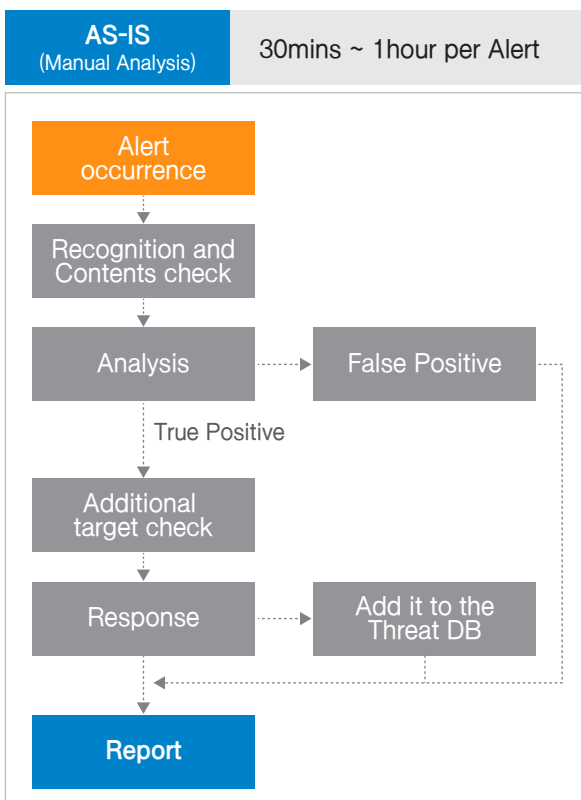 AS-IS
(Manual Analysis)
30mins ~ 1hour per Alert
Alert
occurrence
Recognition and
Contents check
Analysis
False Positive
True Positive
Additional
target check
Response
Add it to the
Threat DB
Report